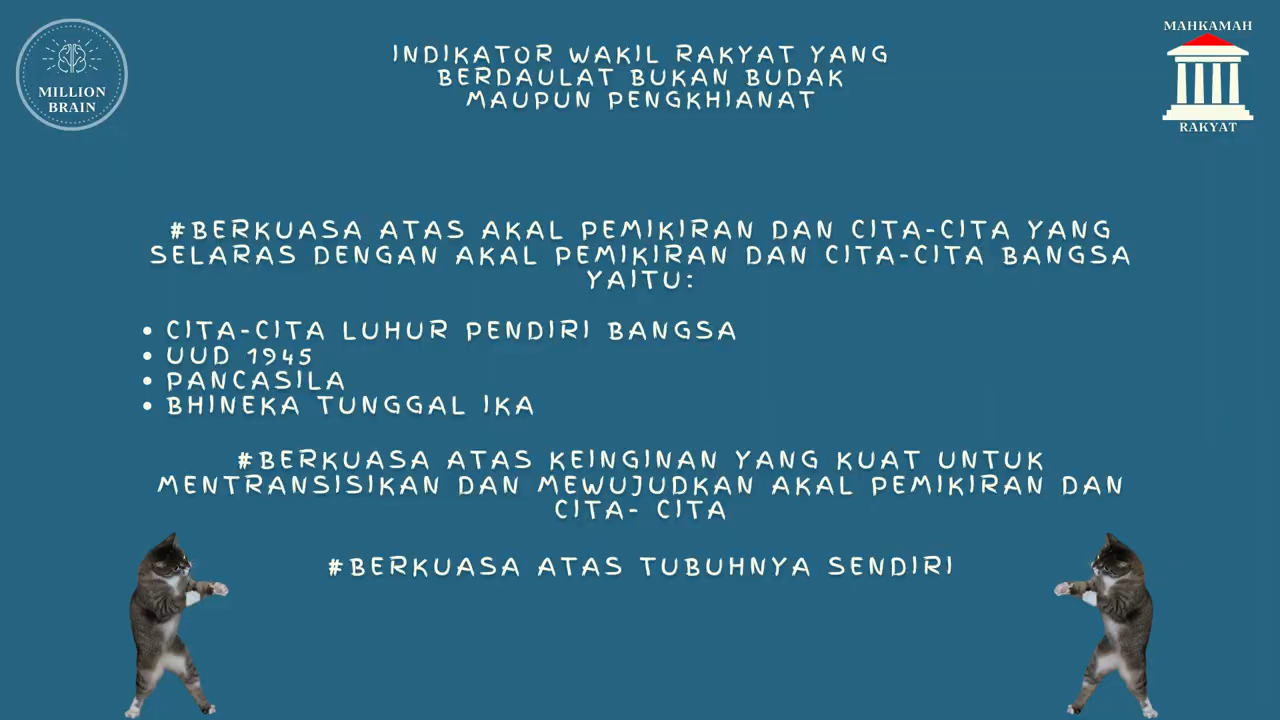 MILLION
BRAIN
INDIKATOR WAKIL RAKYAT YANG
BERDAULAT BUKAN BUDAK
MAUPUN PENGKHIANAT
MAHKAMAH
RAKYAT
#BERKUASA ATAS AKAL PEMIKIRAN DAN CITA-CITA YANG
SELARAS DENGAN AKAL PEMIKIRAN DAN CITA-CITA BANGSA
YAITU:
• CITA-CITA LUHUR PENDIRI BANGSA
• UUD 1945
• PANCASILA
• BHINEKA TUNGGAL IKA
#BERKUASA ATAS KEINGINAN YANG KUAT UNTUK
MENTRANSISIKAN DAN MEWUJUDKAN AKAL PEMIKIRAN DAN
CITA- CITA
#BERKUASA ATAS TUBUHNYA SENDIRI